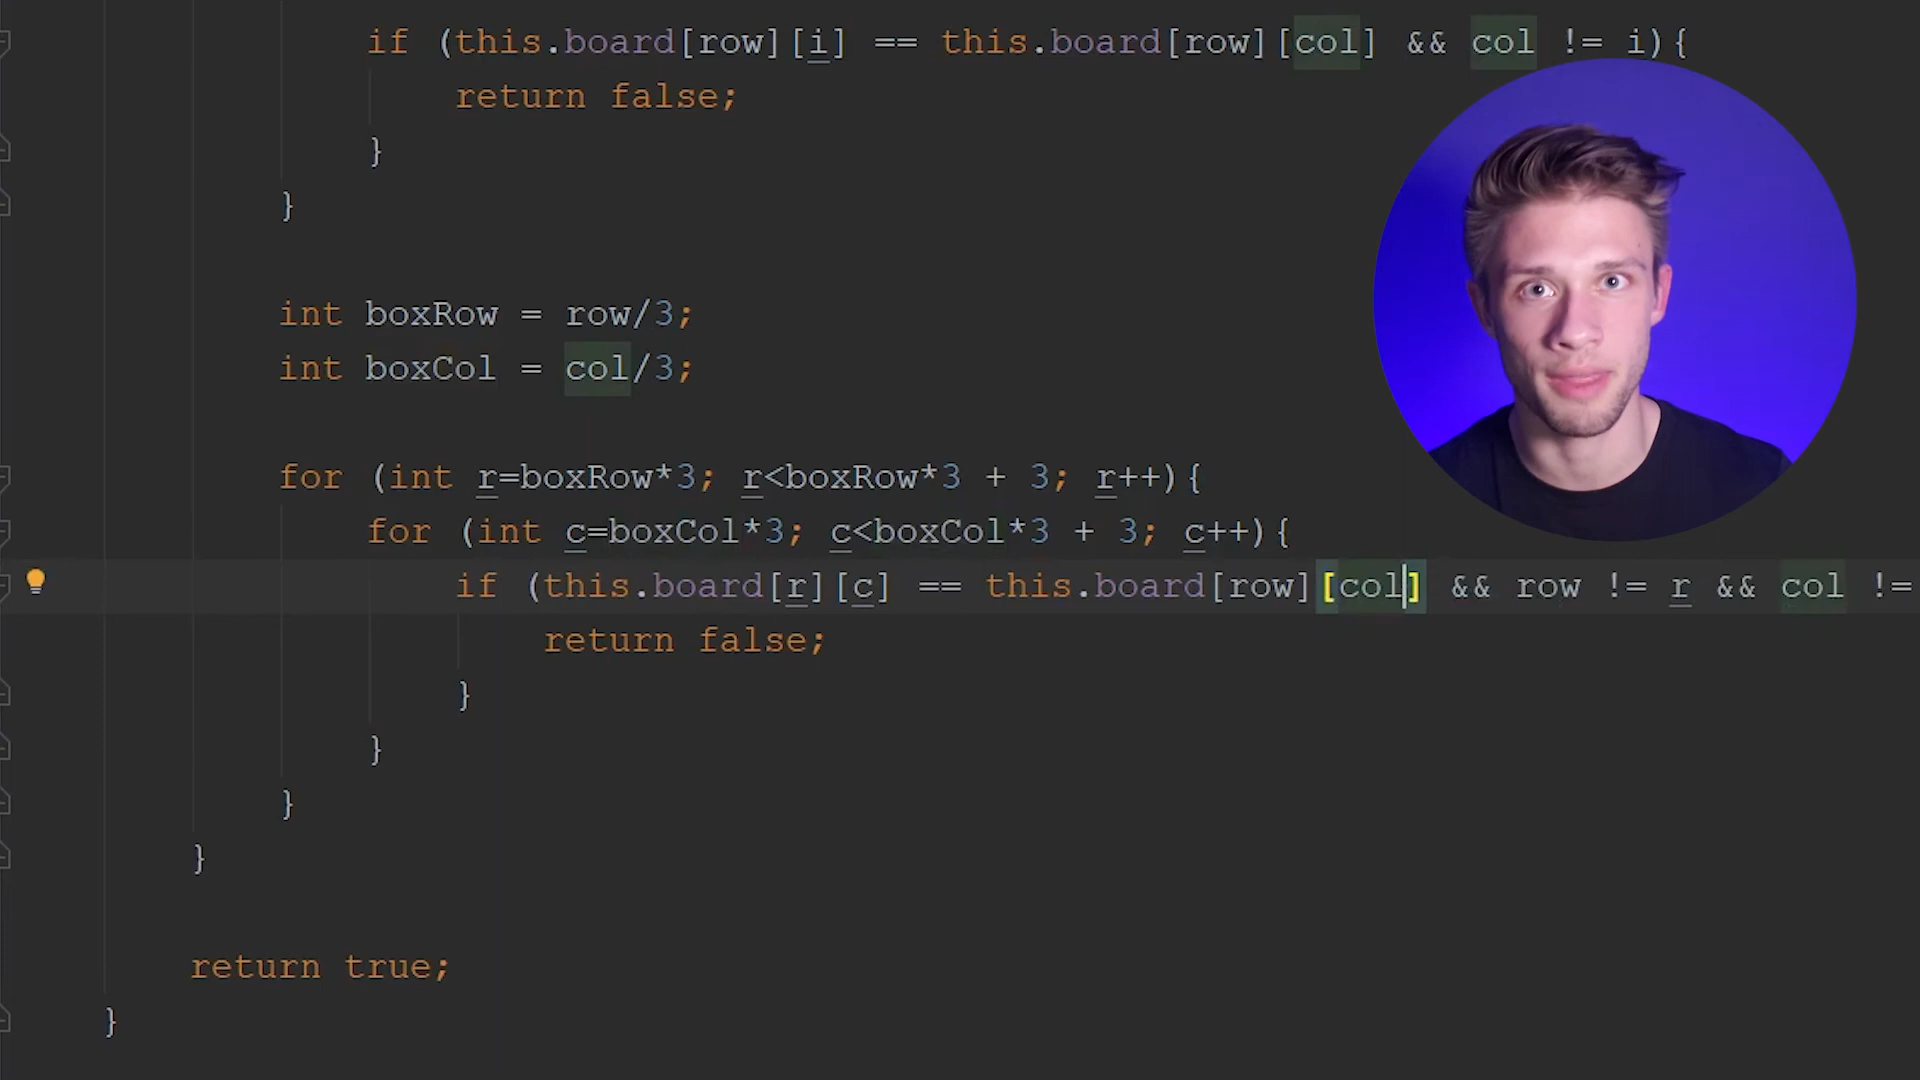 if (this.board[row][i] == this.board[row][col] && col != i){
return false;
}
}
int boxRow = row/3;
int boxCol = col/3;
for (int r=boxRow*3; r<boxRow*3 + 3; r++){
for (int c=boxCol*3; c<boxCol*3 + 3; c++){
if (this.board[r][c] == this.board[row][col] && row != r && col !=
return false;
}
}
}
}
return true;
}